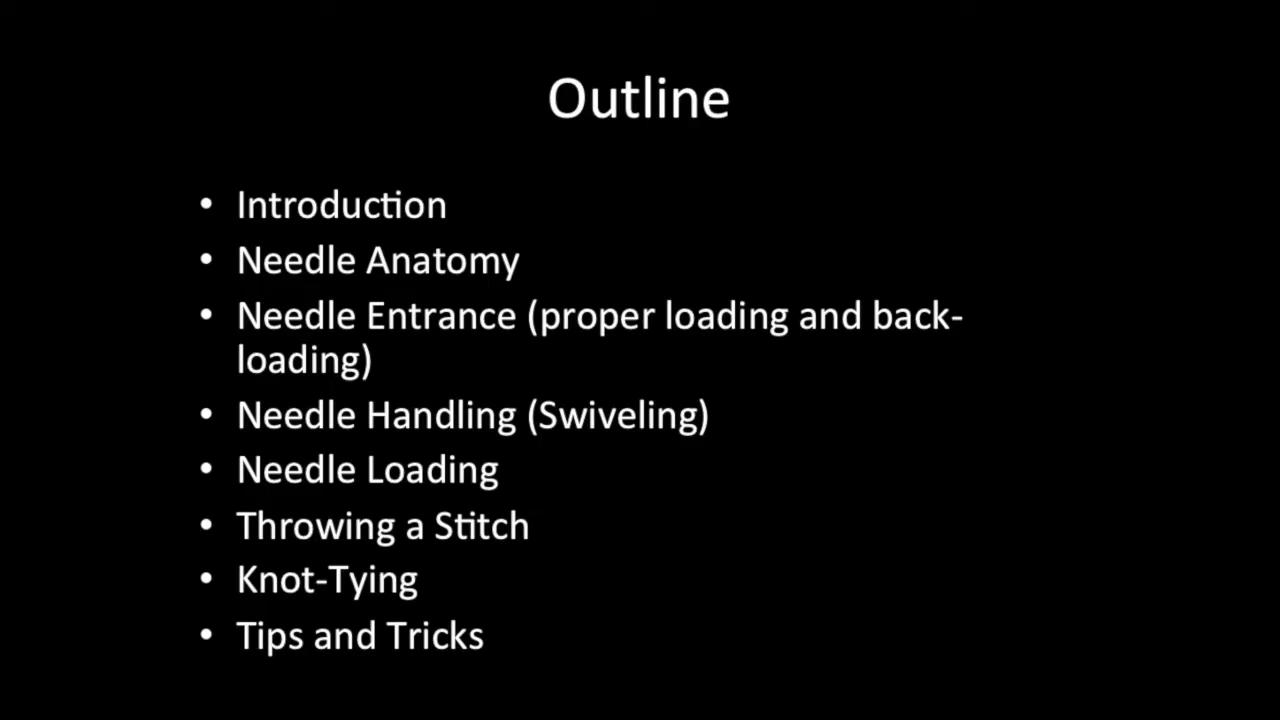 Outline
• Introduction
• Needle Anatomy
• Needle Entrance (proper loading and back-
loading)
• Needle Handling (Swiveling)
• Needle Loading
• Throwing a Stitch
• Knot-Tying
• Tips and Tricks